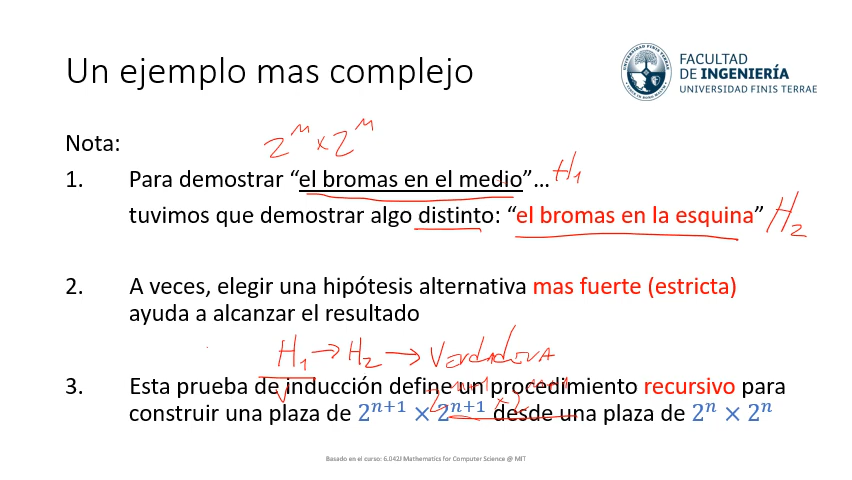 Un ejemplo mas complejo
FACULTAD
DE INGENIERÍA
UNIVERSIDAD FINIS TERRAE
Nota:
2^n × 2^n
1. Para demostrar “el bromas en el medio”... H₁
tuvimos que demostrar algo distinto: “el bromas en la esquina” H₂
2. A veces, elegir una hipótesis alternativa mas fuerte (estricta)
ayuda a alcanzar el resultado
H₁ → H₂ → Verdadera
3. Esta prueba de inducción define un procedimiento recursivo para
2^n+1 × 2^n+1
construir una plaza de 2^{n+1} × 2^{n+1} desde una plaza de 2^n × 2^n
Basado en el curso: 6.042J Mathematics for Computer Science @ MIT